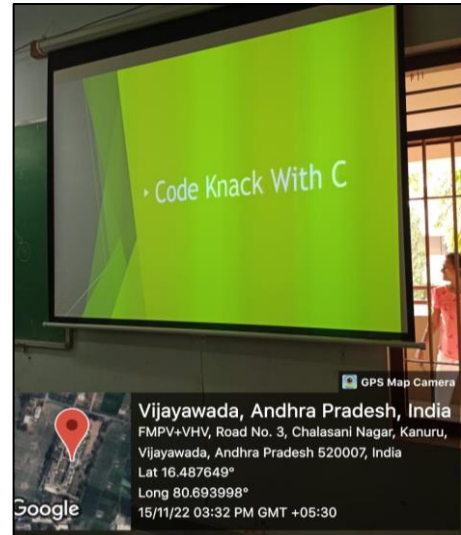 Code Knack With C
GPS Map Camera
Vijayawada, Andhra Pradesh, India
FMPV+VHV, Road No. 3, Chalasani Nagar, Kanuru,
Vijayawada, Andhra Pradesh 520007, India
Lat 16.487649°
Long 80.693998°
15/11/22 03:32 PM GMT +05:30
Google